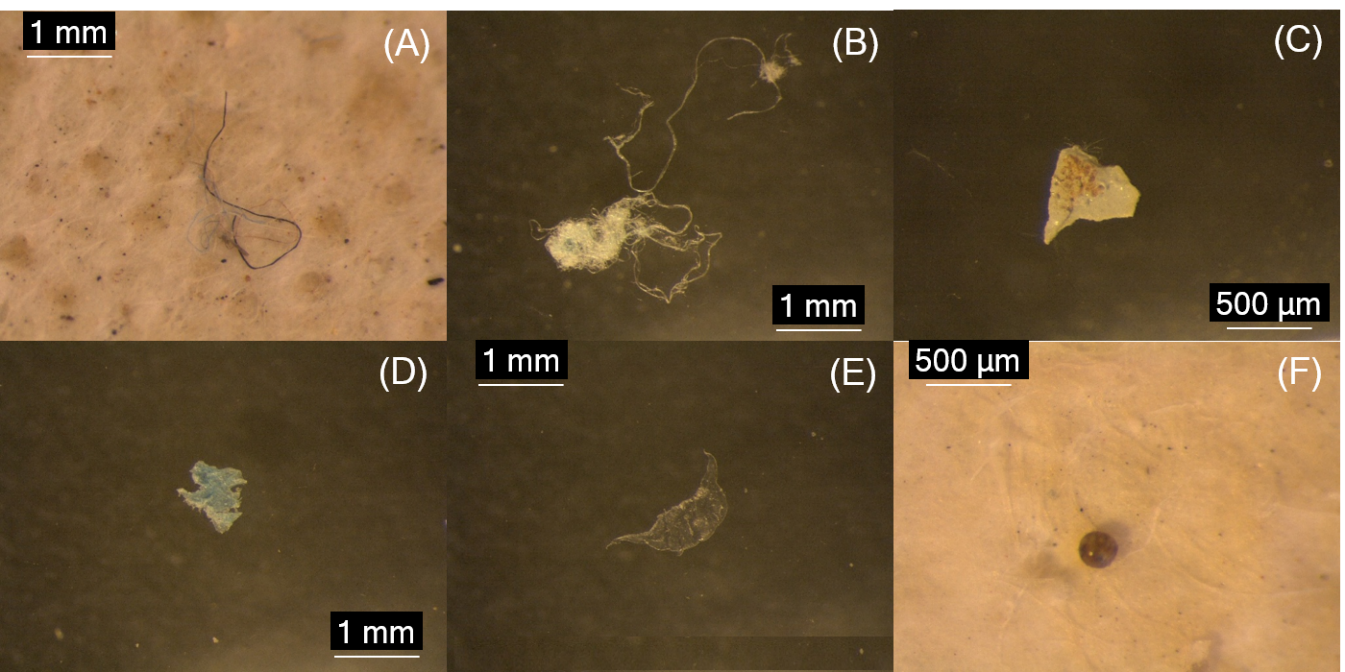 1 mm
(A)
(B)
1 mm
(C)
500 µm
(D)
1 mm
1 mm
(E)
500 µm
(F)